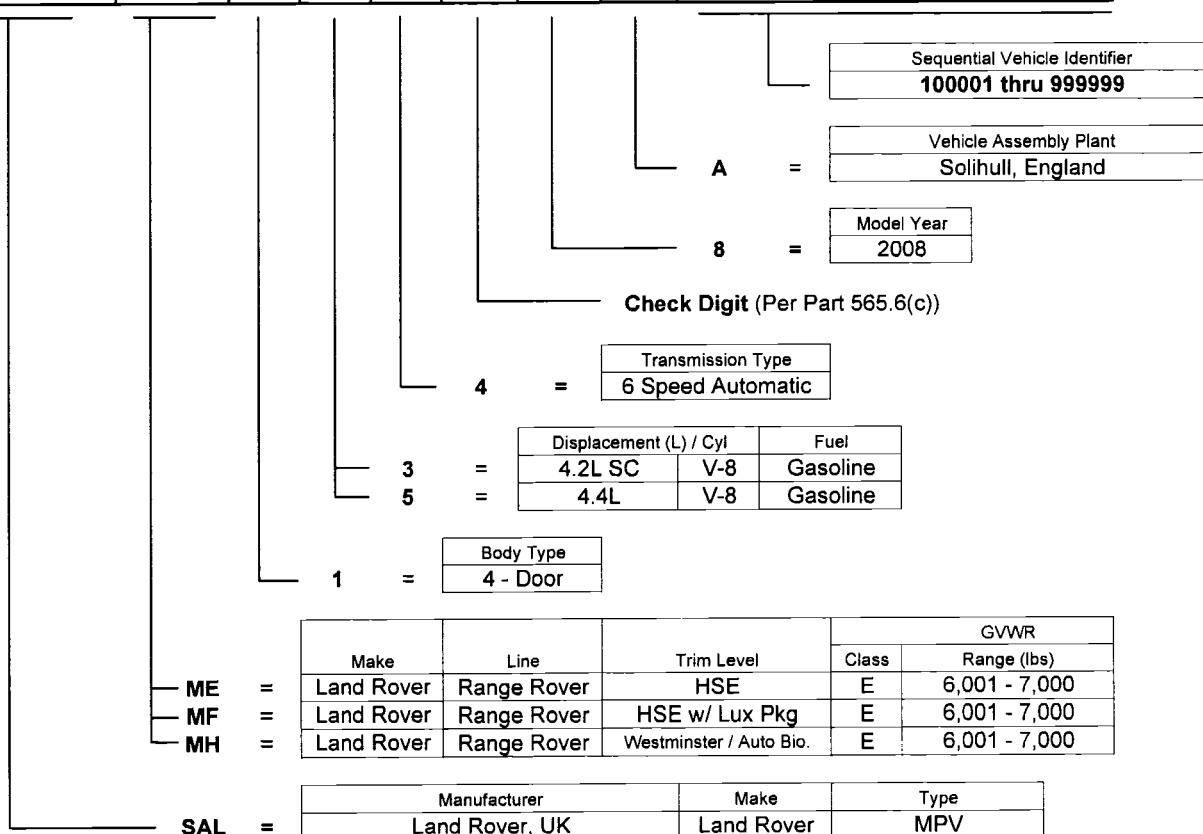 Sequential Vehicle Identifier
100001 thru 999999
Vehicle Assembly Plant
A = Solihull, England
Model Year
8 = 2008
Check Digit (Per Part 565.6(c))
Transmission Type
4 = 6 Speed Automatic
Displacement (L) / Cyl Fuel
3 = 4.2L SC V-8 Gasoline
5 = 4.4L V-8 Gasoline
Body Type
1 = 4 - Door
GVWR
Make Line Trim Level Class Range (lbs)
ME = Land Rover Range Rover HSE E 6,001 - 7,000
MF = Land Rover Range Rover HSE w/ Lux Pkg E 6,001 - 7,000
MH = Land Rover Range Rover Westminster / Auto Bio. E 6,001 - 7,000
Manufacturer Make Type
SAL = Land Rover, UK Land Rover MPV